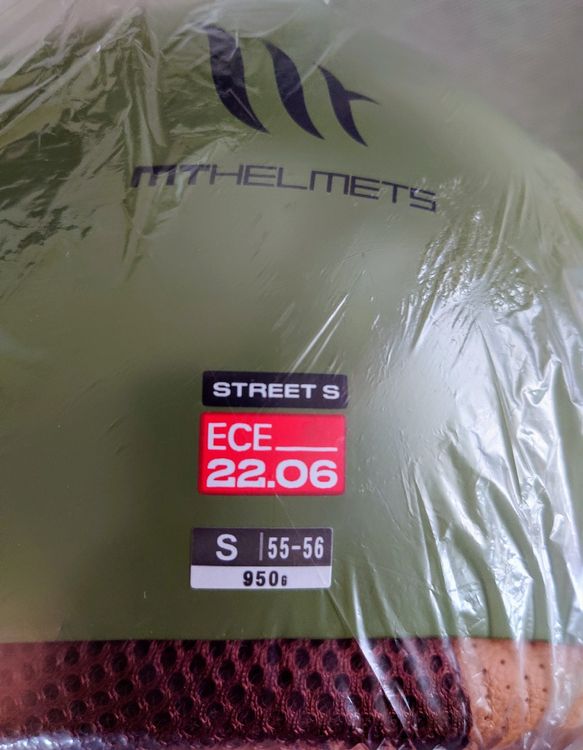 MTHELMETS
STREET S
ECE
22.06
S 55-56
950G